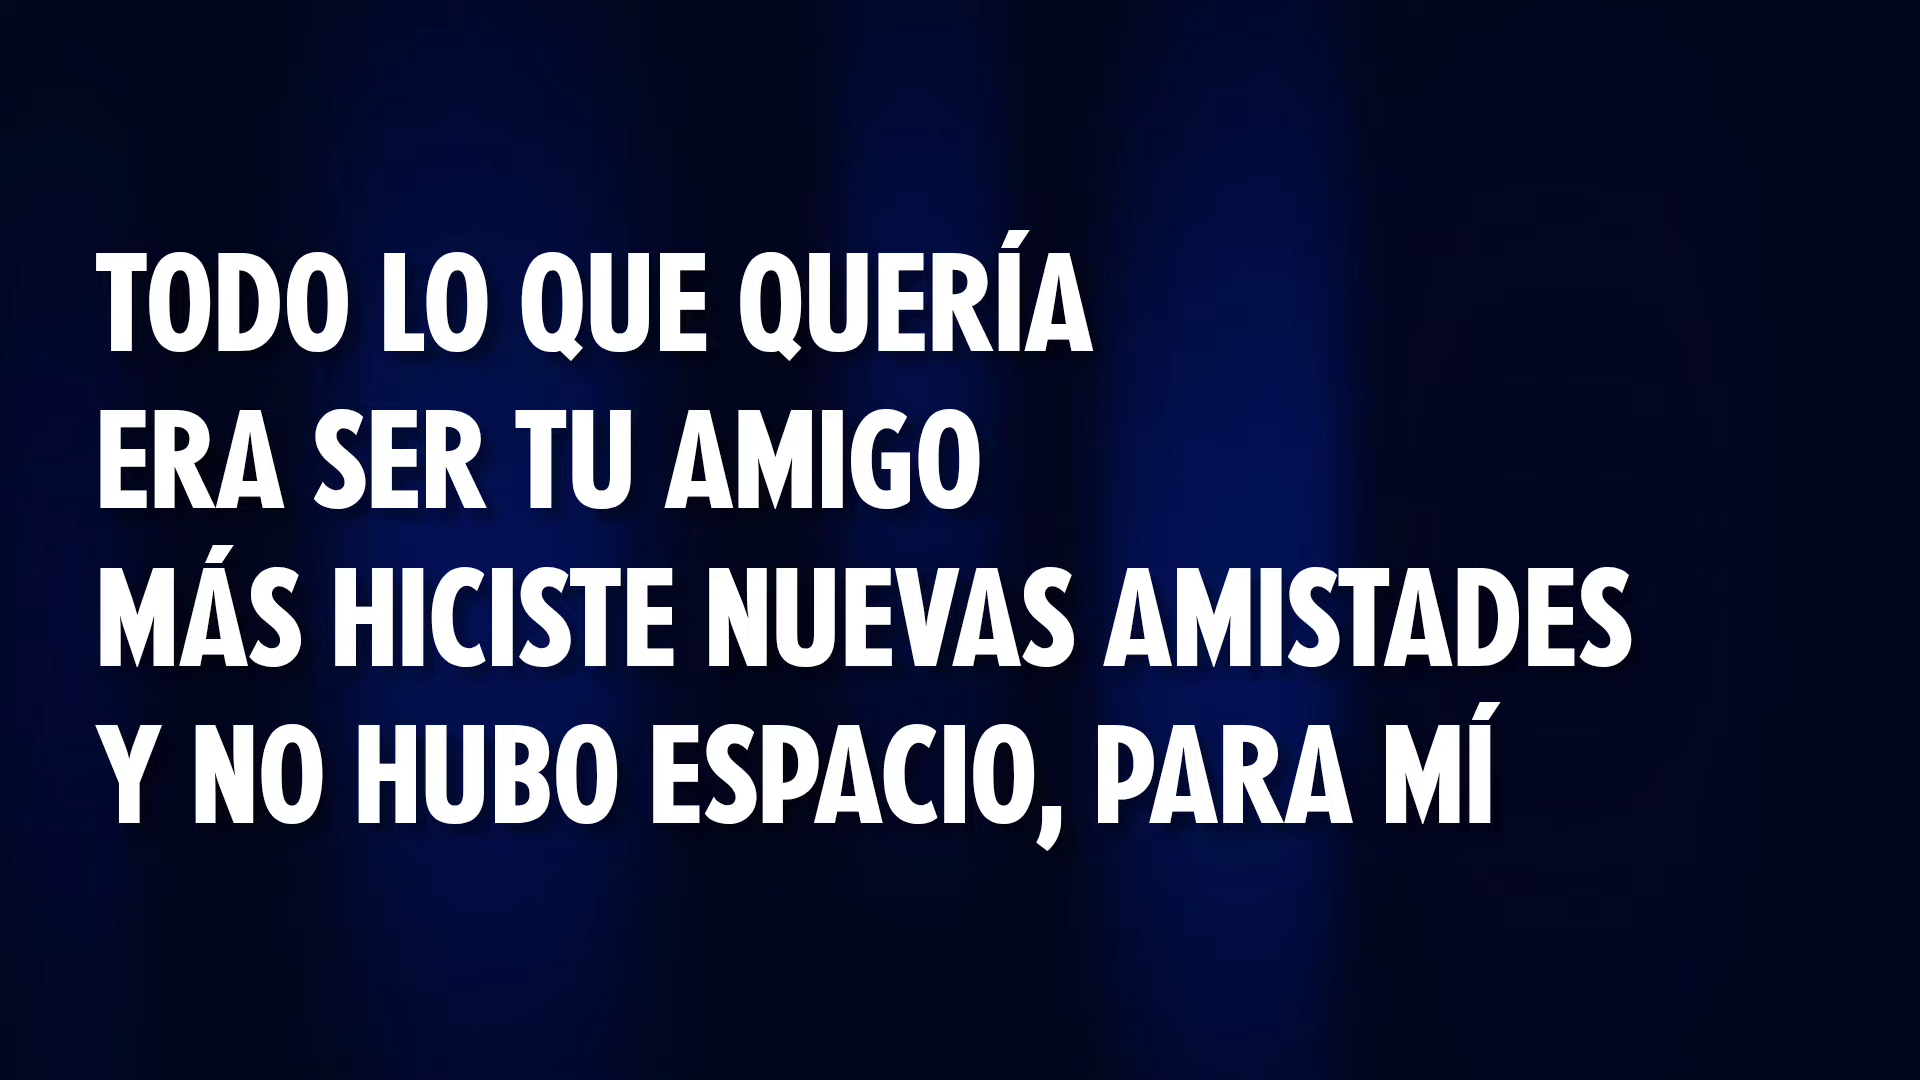 TODO LO QUE QUERÍA
ERA SER TU AMIGO
MÁS HICISTE NUEVAS AMISTADES
Y NO HUBO ESPACIO, PARA MÍ